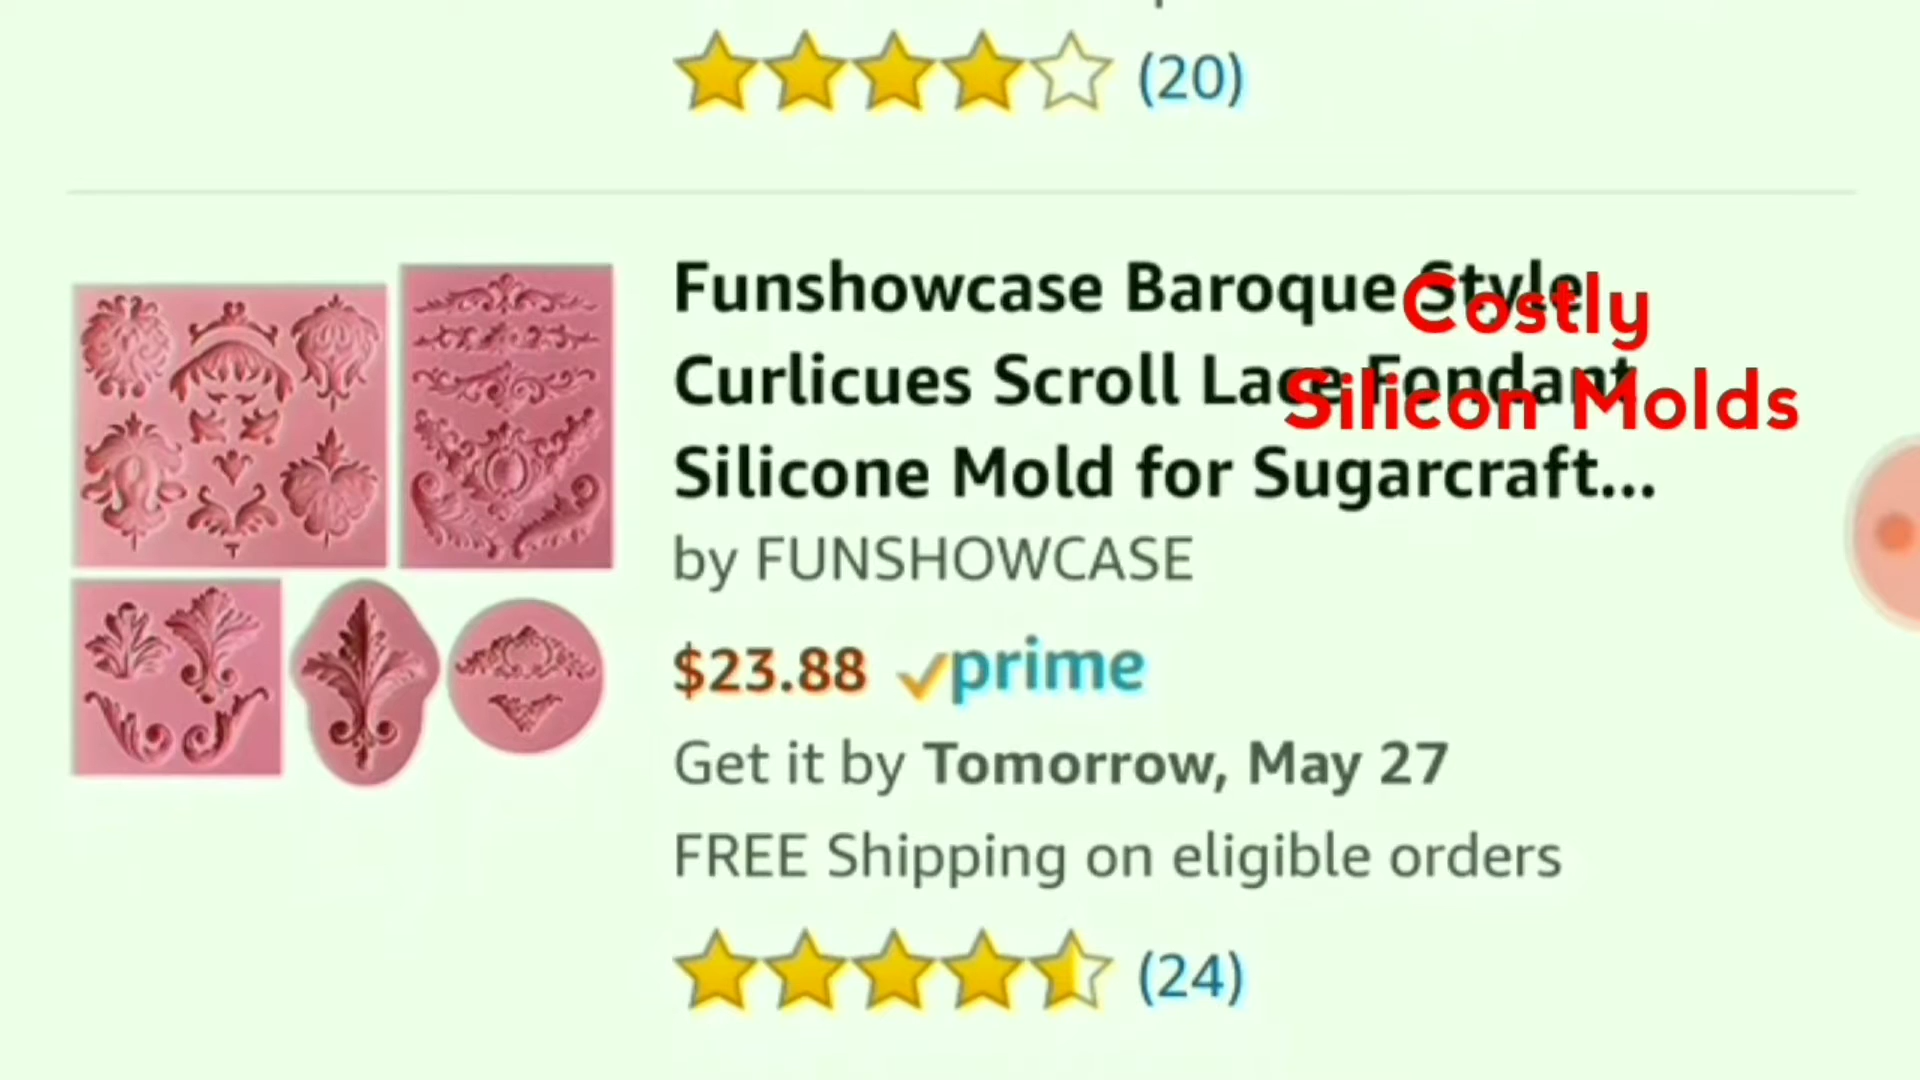 (20)
Funshowcase Baroque Style
Costly
Curlicues Scroll Lace Fondant
Silicon Molds
Silicone Mold for Sugarcraft...
by FUNSHOWCASE
$23.88 prime
Get it by Tomorrow, May 27
FREE Shipping on eligible orders
(24)